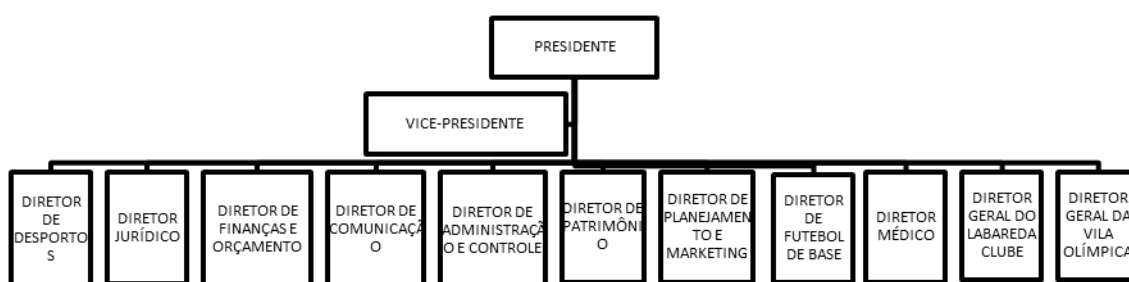 PRESIDENTE
VICE-PRESIDENTE
DIRETOR
DE
DESPORTO
S
DIRETOR
JURÍDICO
DIRETOR DE
FINANÇAS E
ORÇAMENTO
DIRETOR DE
COMUNICAÇÃ
O
DIRETOR DE
ADMINISTRAÇÃ
O E CONTROLE
DIRETOR DE
PATRIMÔNI
O
DIRETOR DE
PLANEJAMEN
TO E
MARKETING
DIRETOR
DE
FUTEBOL
DE BASE
DIRETOR
MÉDICO
DIRETOR
GERAL DO
LABAREDA
CLUBE
DIRETOR
GERAL DA
VILA
OLÍMPICA